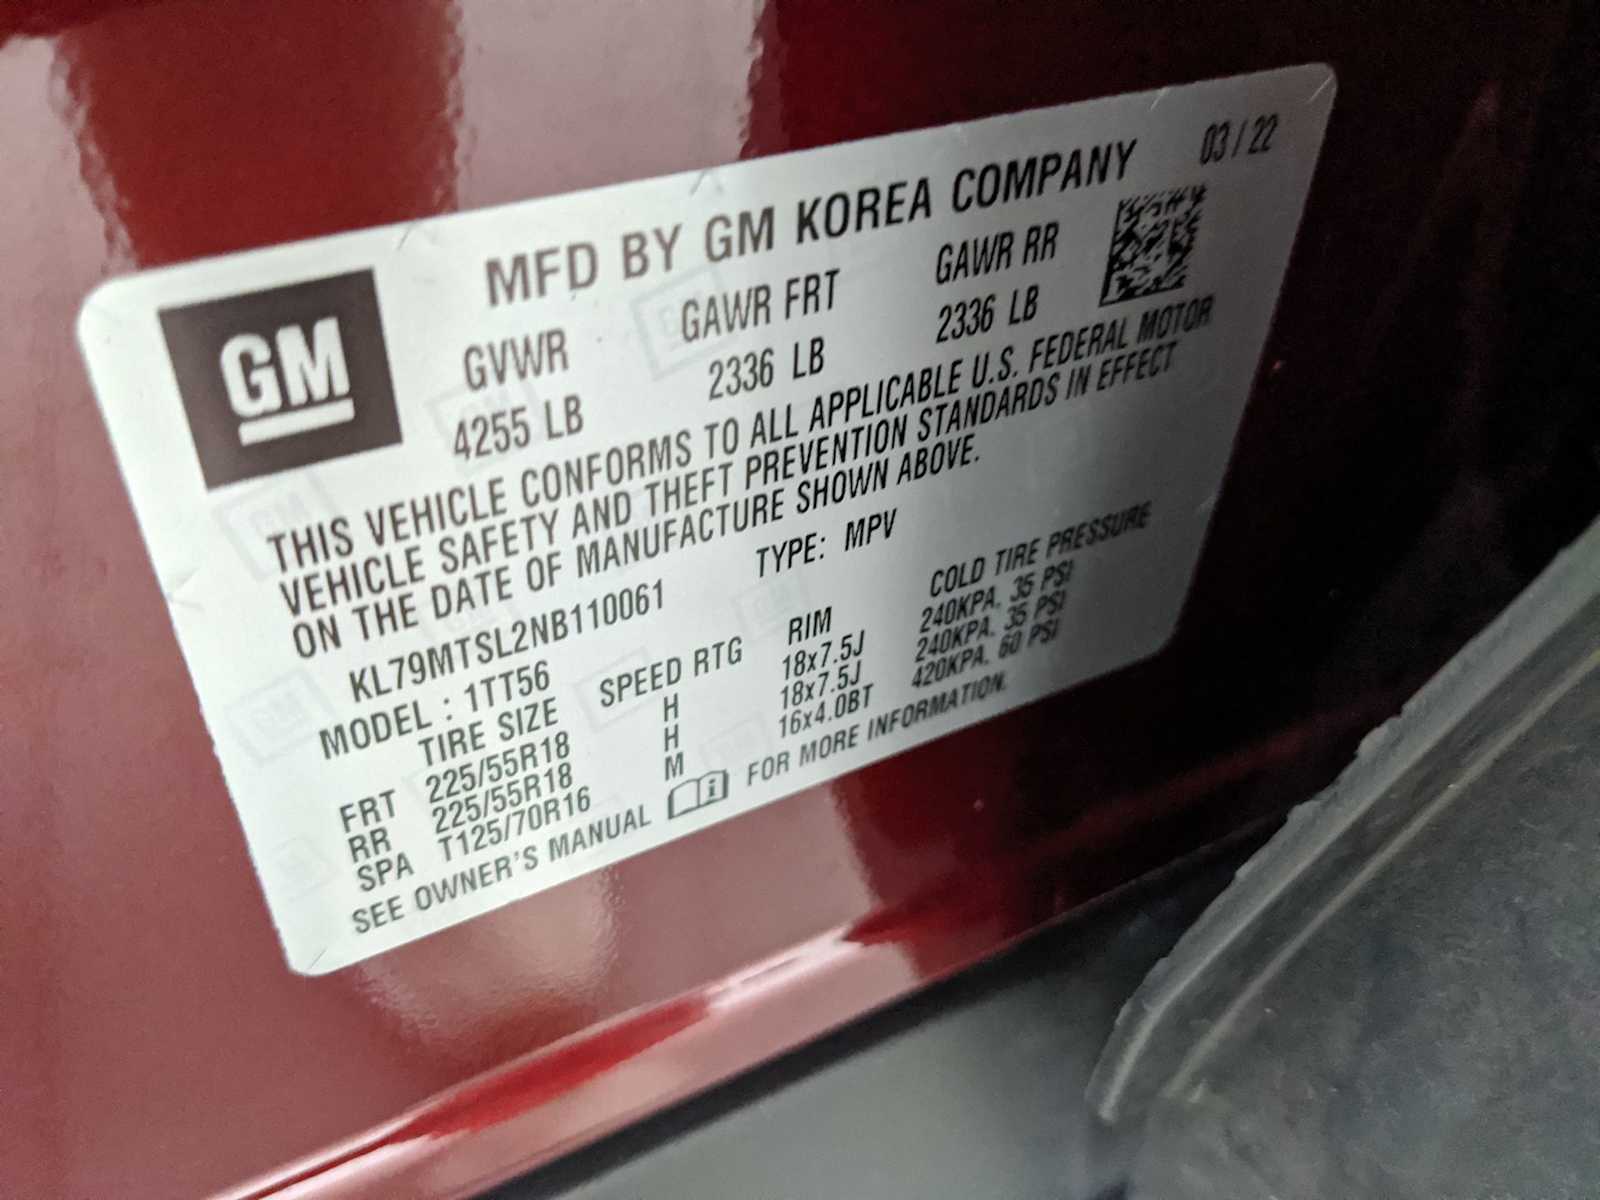 MFD BY GM KOREA COMPANY 03/22
GM
GVWR GAWR FRT GAWR RR
4255 LB 2336 LB 2336 LB
THIS VEHICLE CONFORMS TO ALL APPLICABLE U.S. FEDERAL MOTOR
VEHICLE SAFETY AND THEFT PREVENTION STANDARDS IN EFFECT
ON THE DATE OF MANUFACTURE SHOWN ABOVE.
KL79MTSL2NB110061 TYPE: MPV
MODEL : 1TT56
TIRE SIZE SPEED RTG RIM COLD TIRE PRESSURE
FRT 225/55R18 H 18x7.5J 240KPA. 35 PSI
RR 225/55R18 H 18x7.5J 240KPA. 35 PSI
SPA T125/70R16 M 16x4.0BT 420KPA. 60 PSI
SEE OWNER'S MANUAL i FOR MORE INFORMATION.